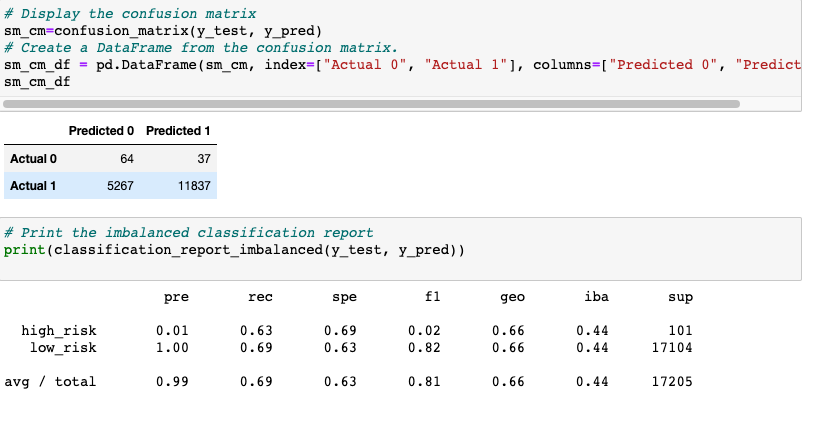 # Display the confusion matrix
sm_cm=confusion_matrix(y_test, y_pred)
# Create a DataFrame from the confusion matrix.
sm_cm_df = pd.DataFrame(sm_cm, index=["Actual 0", "Actual 1"], columns=["Predicted 0", "Predict
sm_cm_df
Predicted 0 Predicted 1
Actual 0 64 37
Actual 1 5267 11837
# Print the imbalanced classification report
print(classification_report_imbalanced(y_test, y_pred))
pre rec spe f1 geo iba sup
high_risk 0.01 0.63 0.69 0.02 0.66 0.44 101
low_risk 1.00 0.69 0.63 0.82 0.66 0.44 17104
avg / total 0.99 0.69 0.63 0.81 0.66 0.44 17205